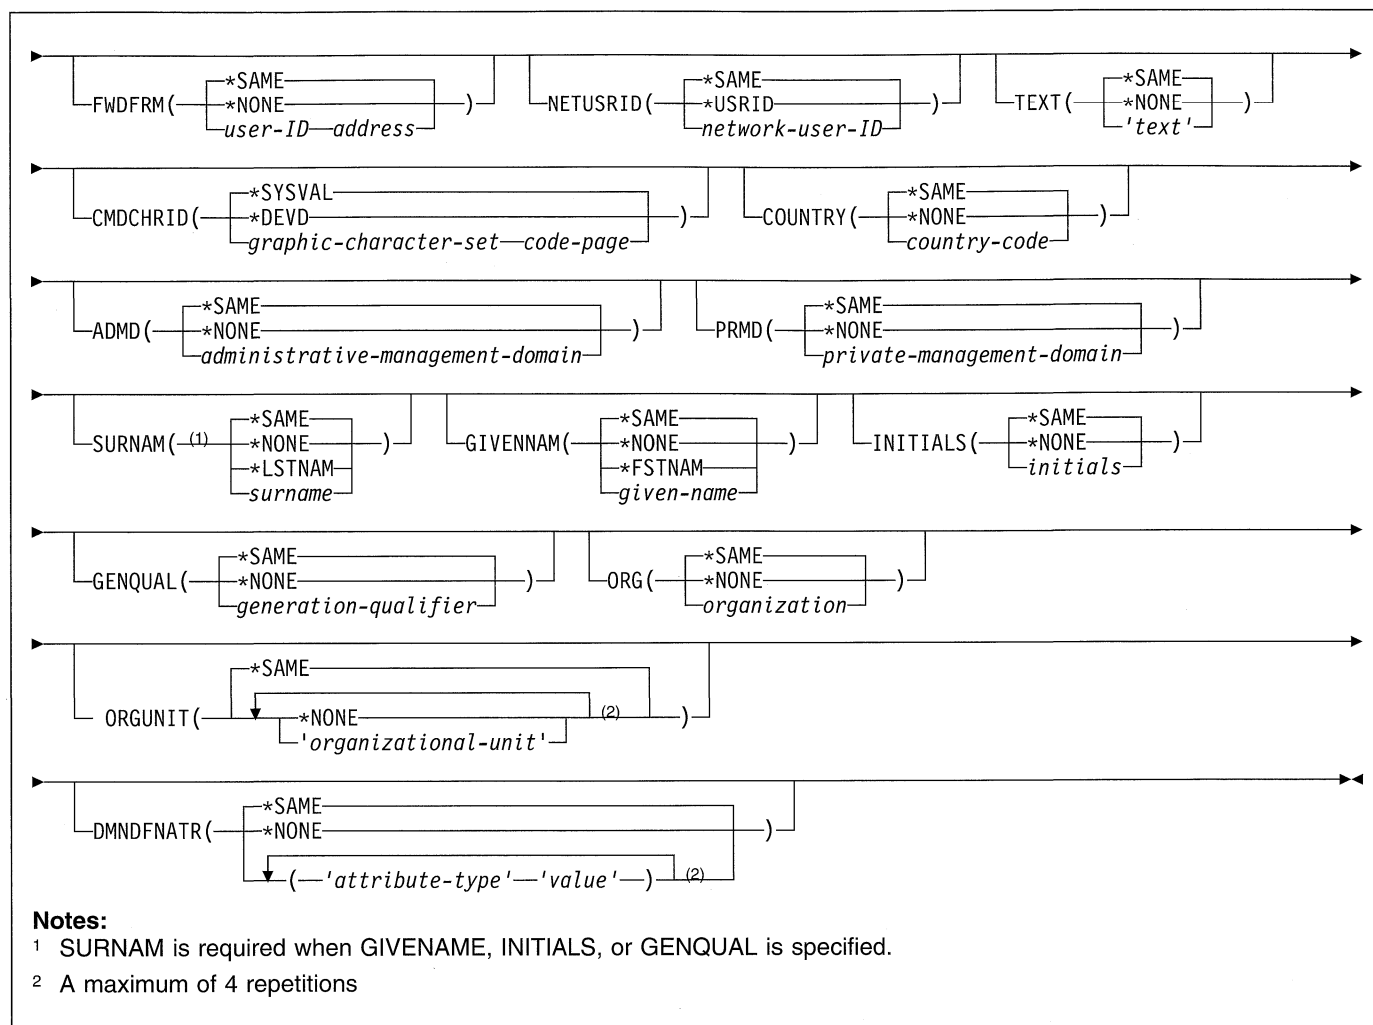 *SAME *SAME *SAME
FWDFRM( *NONE ) NETUSRID( *USRID ) TEXT( *NONE )
user-ID address network-user-ID 'text'
*SYSVAL *SAME
CMDCHRID( *DEVD ) COUNTRY( *NONE )
graphic-character-set code-page country-code
*SAME *SAME
ADMD( *NONE ) PRMD( *NONE )
administrative-management-domain private-management-domain
*SAME *SAME *SAME
SURNAM( (1) *NONE ) GIVENNAM( *NONE ) INITIALS( *NONE )
*LSTNAM *FSTNAM initials
surname given-name
*SAME *SAME
GENQUAL( *NONE ) ORG( *NONE )
generation-qualifier organization
*SAME
ORGUNIT( *NONE (2) )
'organizational-unit'
*SAME
DMNDFNATR( *NONE )
( 'attribute-type' 'value' ) (2)
Notes:
1 SURNAM is required when GIVENAME, INITIALS, or GENQUAL is specified.
2 A maximum of 4 repetitions